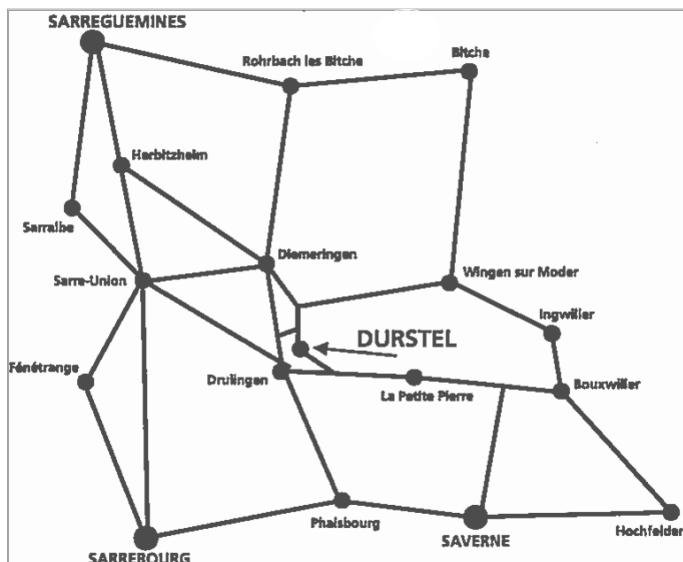 SARREGUEMINES
Rohrbach les Bitche
Bitche
Herbitzheim
Sarralbe
Diemeringen
Sarre-Union
Wingen sur Moder
Ingwiller
DURSTEL
Fénétrange
Drulingen
La Petite Pierre
Bouxwiller
Phalsbourg
SAVERNE
Hochfelden
SARREBOURG